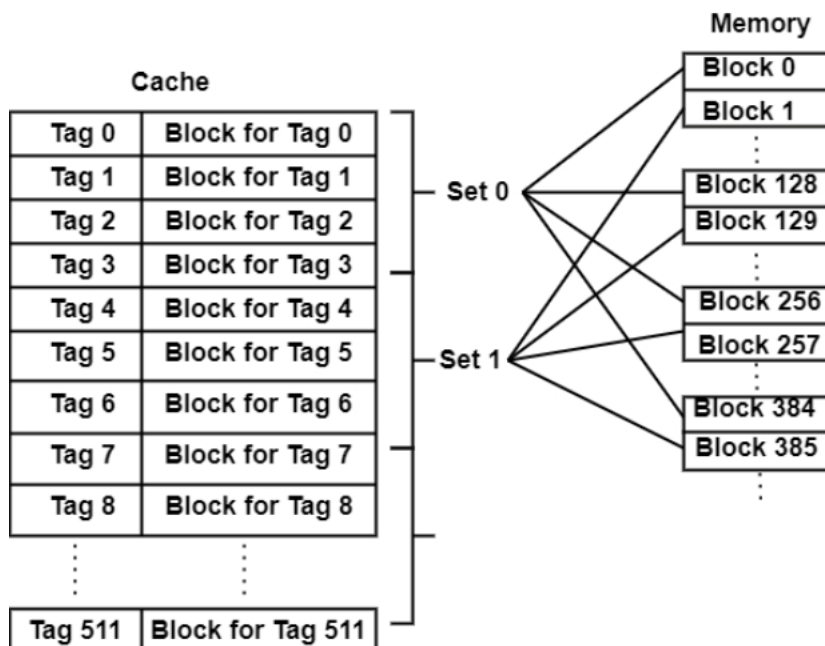 Memory
Cache
Tag 0 Block for Tag 0
Tag 1 Block for Tag 1
Tag 2 Block for Tag 2
Tag 3 Block for Tag 3
Tag 4 Block for Tag 4
Tag 5 Block for Tag 5
Tag 6 Block for Tag 6
Tag 7 Block for Tag 7
Tag 8 Block for Tag 8
Tag 511 Block for Tag 511
Set 0
Set 1
Block 0
Block 1
Block 128
Block 129
Block 256
Block 257
Block 384
Block 385